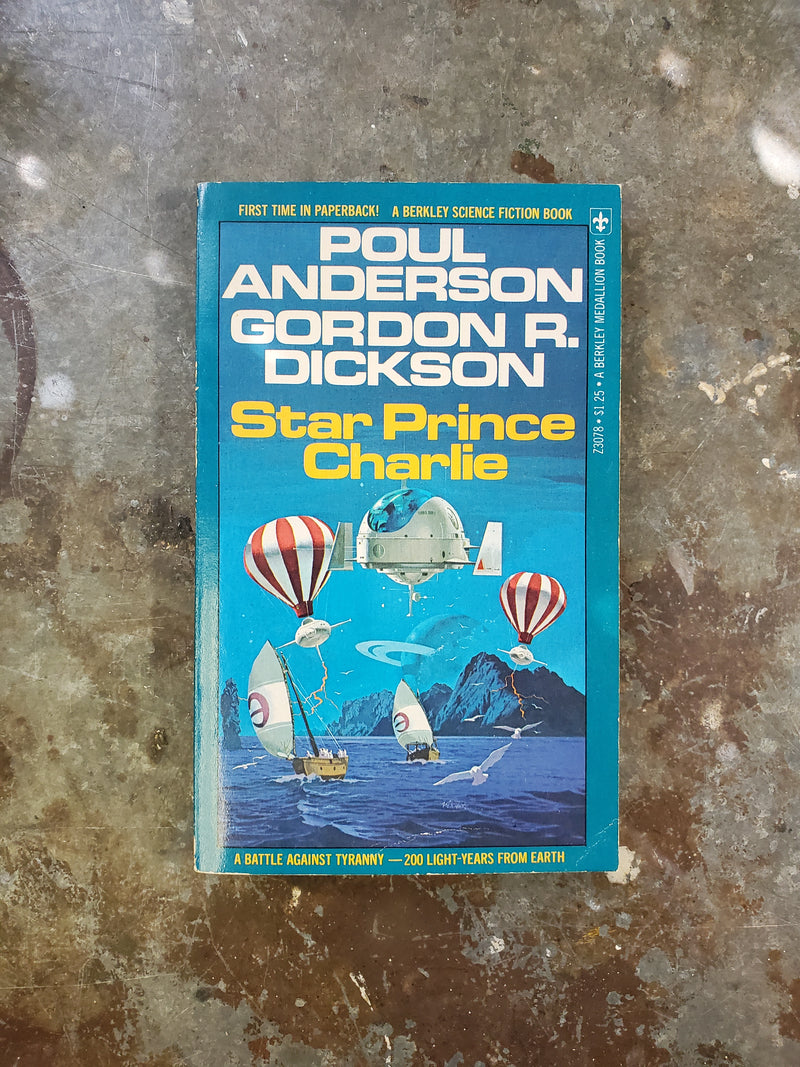 FIRST TIME IN PAPERBACK! A BERKLEY SCIENCE FICTION BOOK
POUL
ANDERSON
GORDON R.
DICKSON
Star Prince
Charlie
Z3078 • $1.25 • A BERKLEY MEDALLION BOOK
A BATTLE AGAINST TYRANNY—200 LIGHT-YEARS FROM EARTH